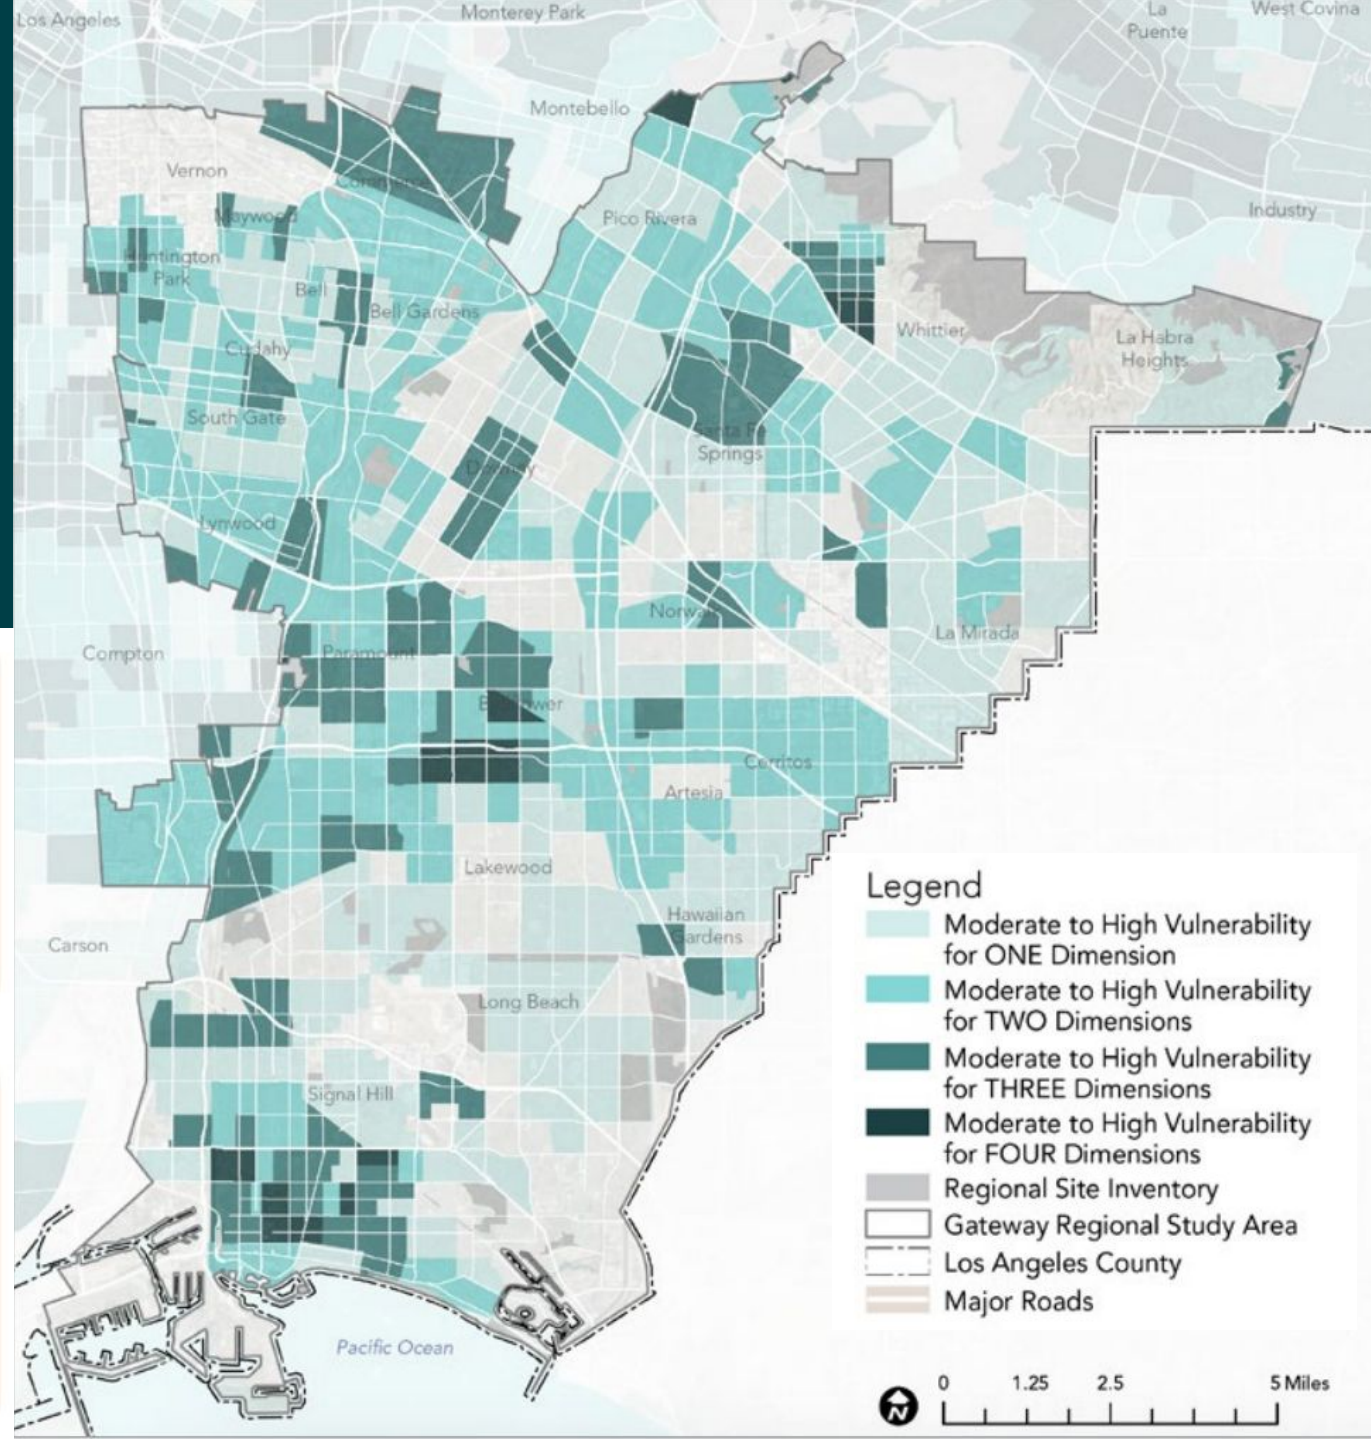 Los Angeles
Monterey Park
La
Puente
West Covina
Montebello
Vernon
Commerce
Maywood
Pico Rivera
Industry
Huntington
Park
Bell
Bell Gardens
Whittier
La Habra
Heights
Cudahy
South Gate
Santa Fe
Springs
Downey
Lynwood
Norwalk
La Mirada
Compton
Paramount
Bellflower
Cerritos
Artesia
Lakewood
Hawaiian
Gardens
Carson
Long Beach
Signal Hill
Pacific Ocean
Legend
Moderate to High Vulnerability
for ONE Dimension
Moderate to High Vulnerability
for TWO Dimensions
Moderate to High Vulnerability
for THREE Dimensions
Moderate to High Vulnerability
for FOUR Dimensions
Regional Site Inventory
Gateway Regional Study Area
Los Angeles County
Major Roads
N
0 1.25 2.5 5 Miles